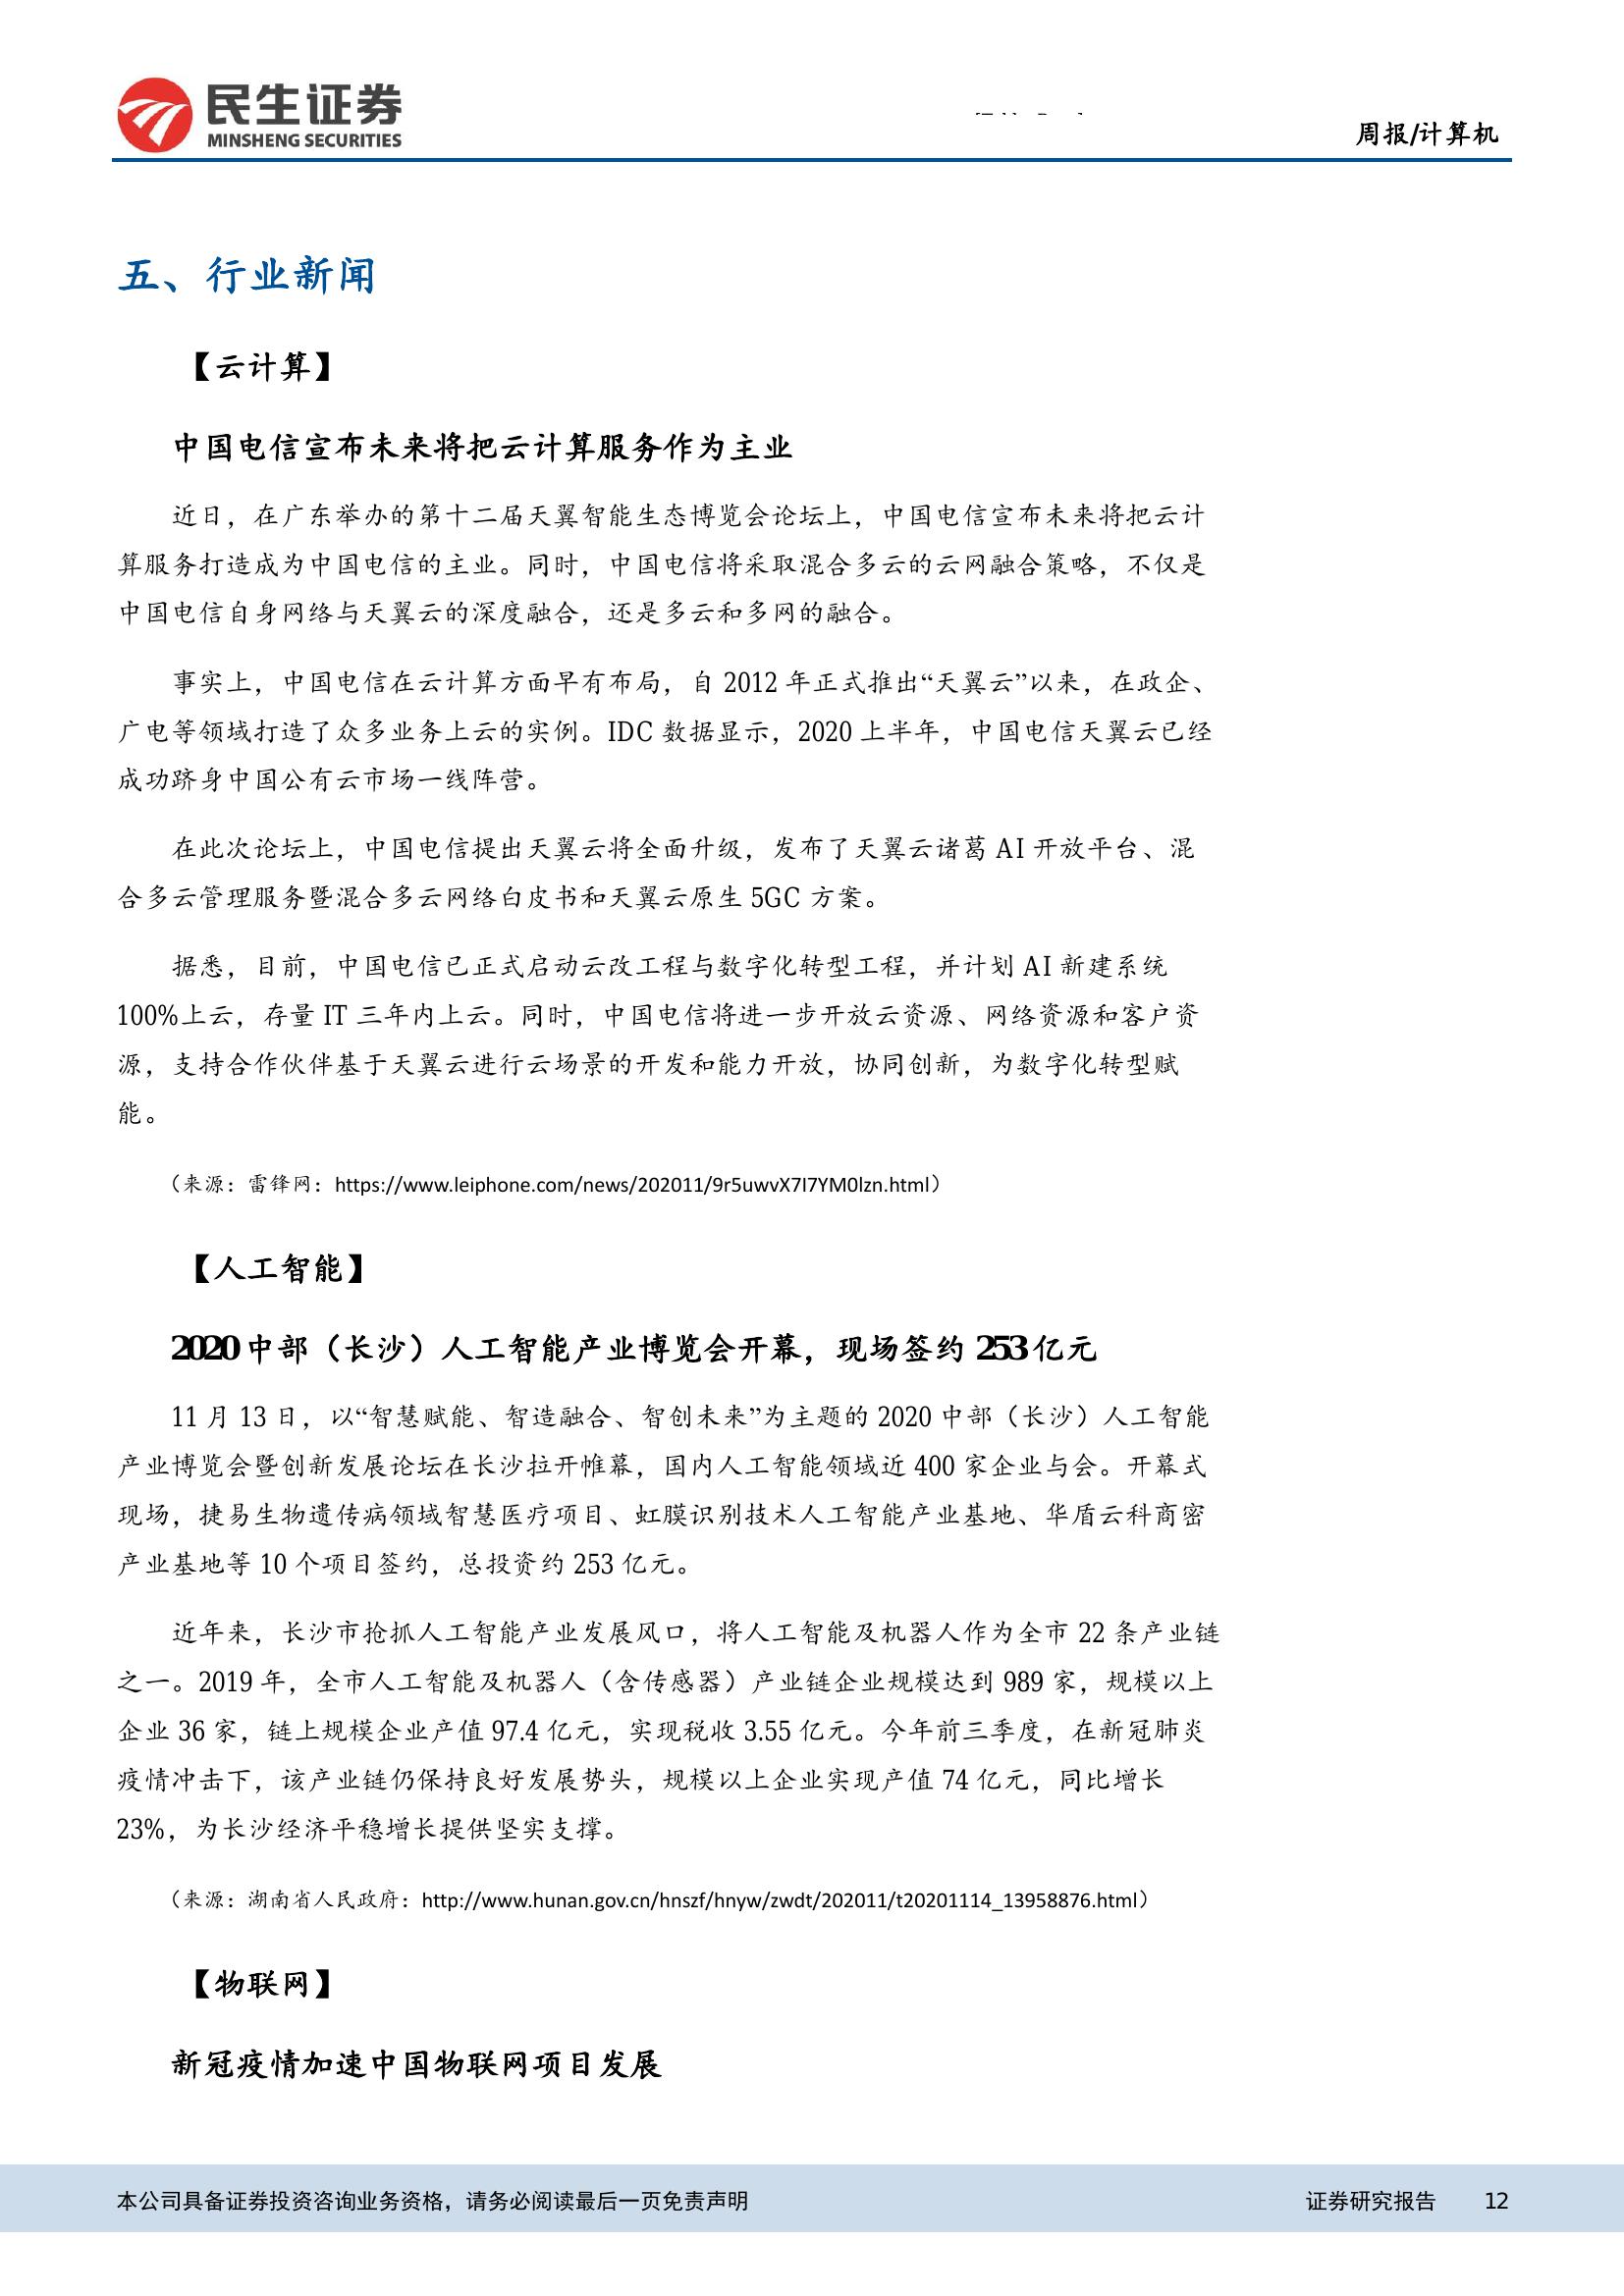 民生证券
MINSHENG SECURITIES
周报/计算机
五、行业新闻
【云计算】
中国电信宣布未来将把云计算服务作为主业
近日，在广东举办的第十二届天翼智能生态博览会论坛上，中国电信宣布未来将把云计
算服务打造成为中国电信的主业。同时，中国电信将采取混合多云的云网融合策略，不仅是
中国电信自身网络与天翼云的深度融合，还是多云和多网的融合。
事实上，中国电信在云计算方面早有布局，自 2012 年正式推出“天翼云”以来，在政企、
广电等领域打造了众多业务上云的实例。IDC 数据显示，2020 上半年，中国电信天翼云已经
成功跻身中国公有云市场一线阵营。
在此次论坛上，中国电信提出天翼云将全面升级，发布了天翼云诸葛 AI 开放平台、混
合多云管理服务暨混合多云网络白皮书和天翼云原生 5GC 方案。
据悉，目前，中国电信已正式启动云改工程与数字化转型工程，并计划 AI 新建系统
100%上云，存量 IT 三年内上云。同时，中国电信将进一步开放云资源、网络资源和客户资
源，支持合作伙伴基于天翼云进行云场景的开发和能力开放，协同创新，为数字化转型赋
能。
（来源：雷锋网：https://www.leiphone.com/news/202011/9r5uwvX7I7YM0lzn.html）
【人工智能】
2020 中部（长沙）人工智能产业博览会开幕，现场签约 253 亿元
11 月 13 日，以“智慧赋能、智造融合、智创未来”为主题的 2020 中部（长沙）人工智能
产业博览会暨创新发展论坛在长沙拉开帷幕，国内人工智能领域近 400 家企业与会。开幕式
现场，捷易生物遗传病领域智慧医疗项目、虹膜识别技术人工智能产业基地、华盾云科商密
产业基地等 10 个项目签约，总投资约 253 亿元。
近年来，长沙市抢抓人工智能产业发展风口，将人工智能及机器人作为全市 22 条产业链
之一。2019 年，全市人工智能及机器人（含传感器）产业链企业规模达到 989 家，规模以上
企业 36 家，链上规模企业产值 97.4 亿元，实现税收 3.55 亿元。今年前三季度，在新冠肺炎
疫情冲击下，该产业链仍保持良好发展势头，规模以上企业实现产值 74 亿元，同比增长
23%，为长沙经济平稳增长提供坚实支撑。
（来源：湖南省人民政府：http://www.hunan.gov.cn/hnszf/hnyw/zwdt/202011/t20201114_13958876.html）
【物联网】
新冠疫情加速中国物联网项目发展
本公司具备证券投资咨询业务资格，请务必阅读最后一页免责声明
证券研究报告 12